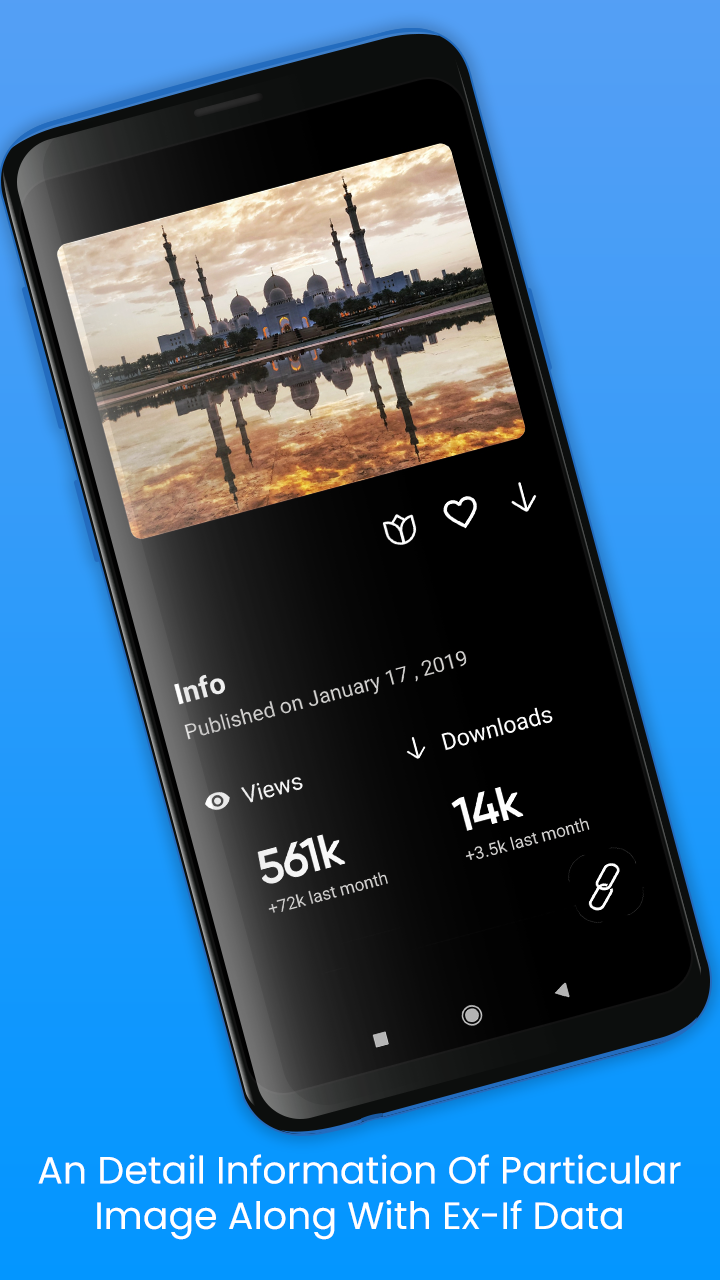 Info
Published on January 17 , 2019
Views
Downloads
561k
14k
+72k last month
+3.5k last month
An Detail Information Of Particular
Image Along With Ex-If Data